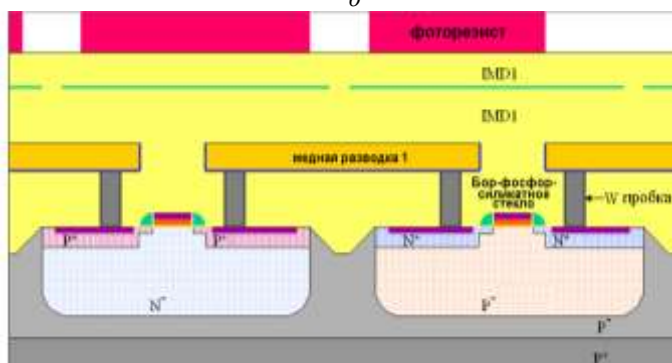 б
фоторезист
IMD1
IMD1
медная разводка 1
Бор-фосфор-
силикатное
стекло
W пробка
P⁺ P⁺ N⁺ N⁺
N⁻ P⁻
P⁻
P⁺